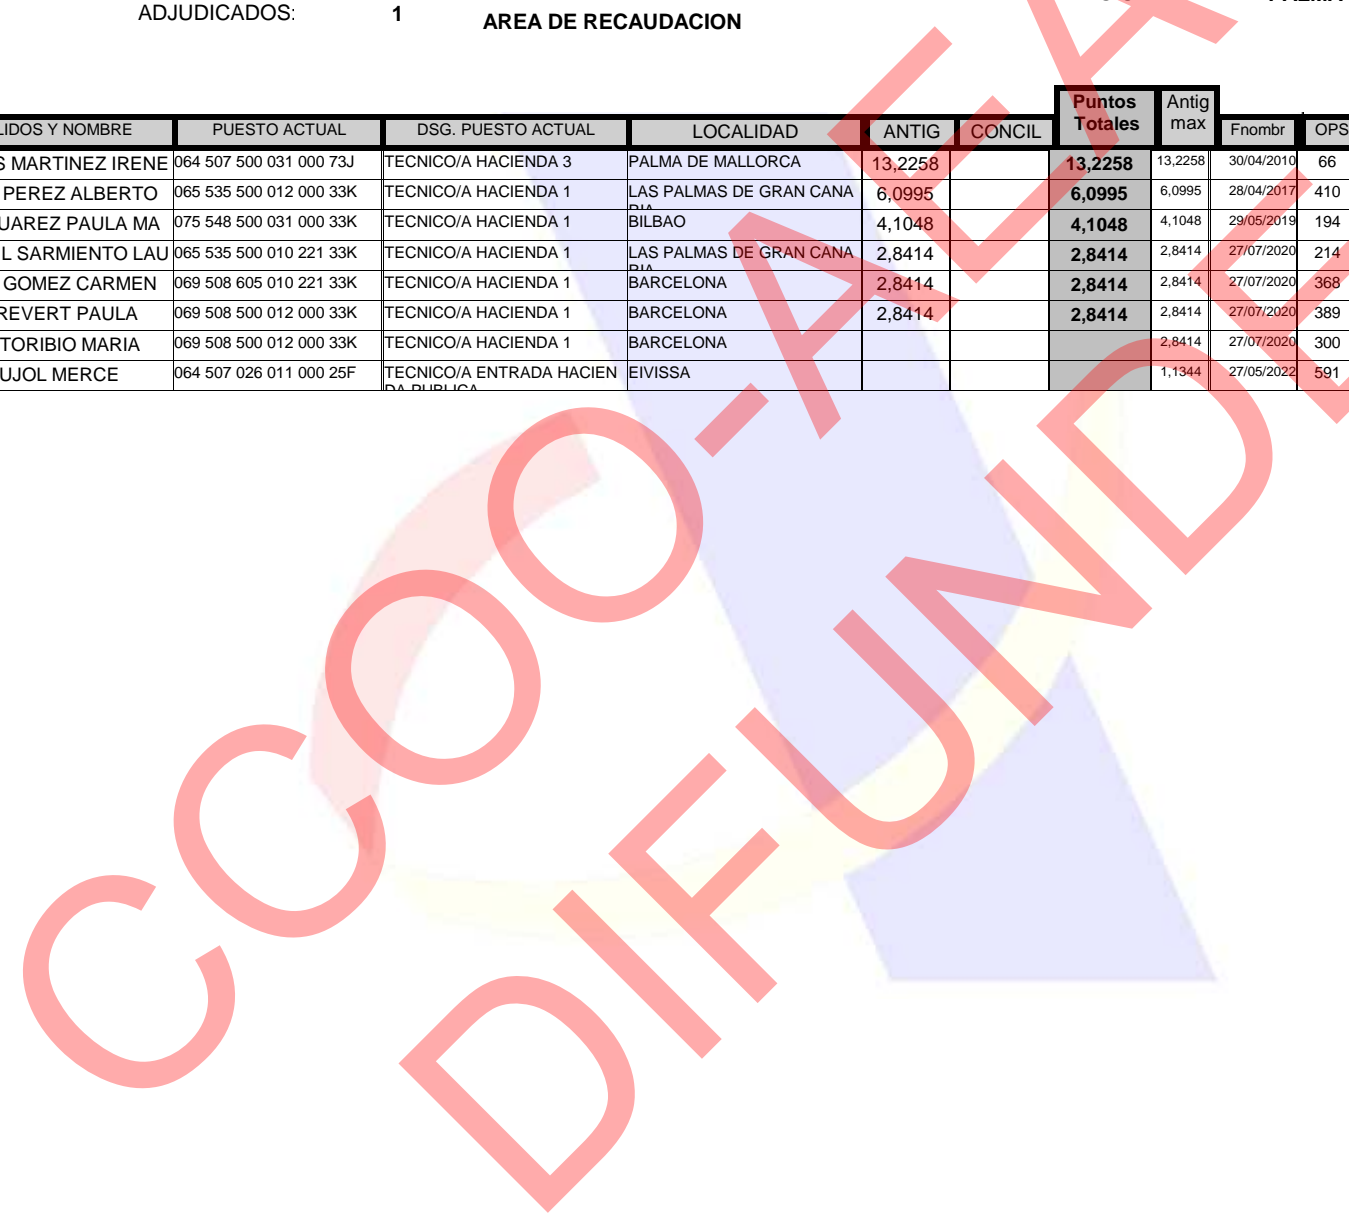 ADJUDICADOS: 1 AREA DE RECAUDACION
LIDOS Y NOMBRE PUESTO ACTUAL DSG. PUESTO ACTUAL LOCALIDAD ANTIG CONCIL Puntos Totales Antig max Fnombr OPS
S MARTINEZ IRENE 064 507 500 031 000 73J TECNICO/A HACIENDA 3 PALMA DE MALLORCA 13,2258 13,2258 13,2258 30/04/2010 66
PEREZ ALBERTO 065 535 500 012 000 33K TECNICO/A HACIENDA 1 LAS PALMAS DE GRAN CANA 6,0995 6,0995 6,0995 28/04/2017 410
UAREZ PAULA MA 075 548 500 031 000 33K TECNICO/A HACIENDA 1 BILBAO 4,1048 4,1048 4,1048 29/05/2019 194
L SARMIENTO LAU 065 535 500 010 221 33K TECNICO/A HACIENDA 1 LAS PALMAS DE GRAN CANA 2,8414 2,8414 2,8414 27/07/2020 214
GOMEZ CARMEN 069 508 605 010 221 33K TECNICO/A HACIENDA 1 BARCELONA 2,8414 2,8414 2,8414 27/07/2020 368
REVERT PAULA 069 508 500 012 000 33K TECNICO/A HACIENDA 1 BARCELONA 2,8414 2,8414 2,8414 27/07/2020 389
TORIBIO MARIA 069 508 500 012 000 33K TECNICO/A HACIENDA 1 BARCELONA 2,8414 27/07/2020 300
UJOL MERCE 064 507 026 011 000 25F TECNICO/A ENTRADA HACIEN DA PUBLICA EIVISSA 1,1344 27/05/2022 591
CCOO-AEA
DIFUNDE